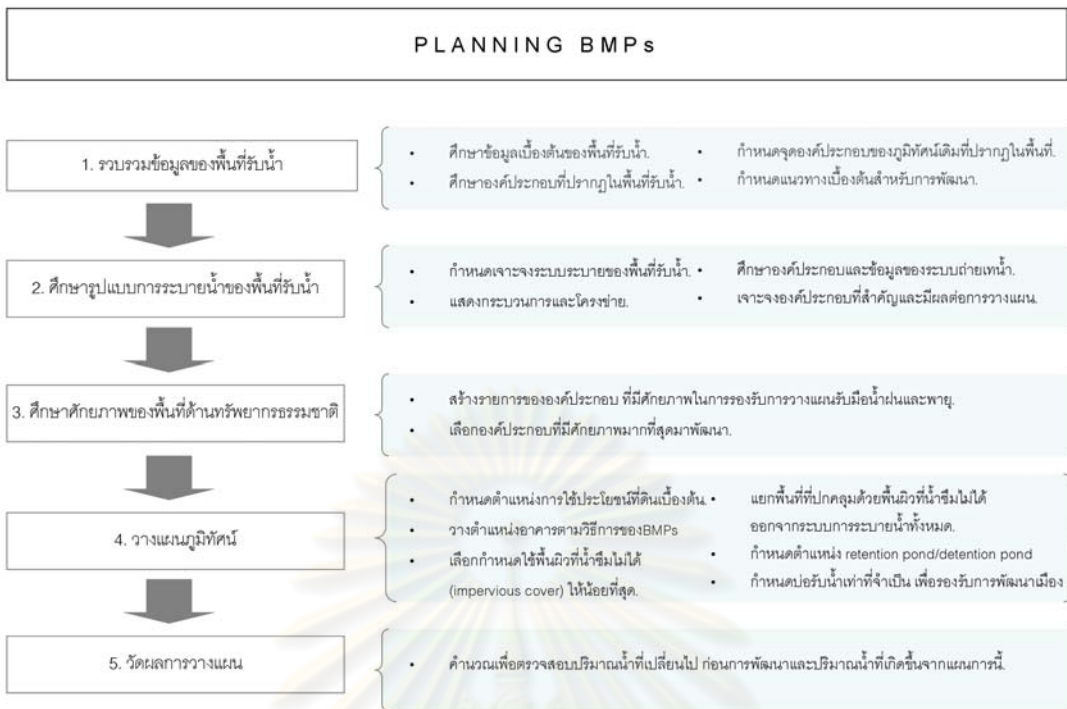 PLANNING BMPs
1. รวบรวมข้อมูลของพื้นที่รับน้ำ
• ศึกษาข้อมูลเบื้องต้นของพื้นที่รับน้ำ.
• ศึกษาองค์ประกอบที่ปรากฏในพื้นที่รับน้ำ.
• กำหนดจุดองค์ประกอบของภูมิทัศน์เดิมที่ปรากฏในพื้นที่.
• กำหนดแนวทางเบื้องต้นสำหรับการพัฒนา.
2. ศึกษารูปแบบการระบายน้ำของพื้นที่รับน้ำ
• กำหนดเจาะจงระบบระบายของพื้นที่รับน้ำ.
• แสดงกระบวนการและโครงข่าย.
• ศึกษาองค์ประกอบและข้อมูลของระบบถ่ายเทน้ำ.
• เจาะจงองค์ประกอบที่สำคัญและมีผลต่อการวางแผน.
3. ศึกษาศักยภาพของพื้นที่ด้านทรัพยากรธรรมชาติ
• สร้างรายการขององค์ประกอบ ที่มีศักยภาพในการรองรับการวางแผนรับมือน้ำฝนและพายุ.
• เลือกองค์ประกอบที่มีศักยภาพมากที่สุดมาพัฒนา.
4. วางแผนภูมิทัศน์
• กำหนดตำแหน่งการใช้ประโยชน์ที่ดินเบื้องต้น.
• วางตำแหน่งอาคารตามวิธีการของBMPs
• เลือกกำหนดใช้พื้นผิวที่น้ำซึมไม่ได้
(impervious cover) ให้น้อยที่สุด.
• แยกพื้นที่ที่ปกคลุมด้วยพื้นผิวที่น้ำซึมไม่ได้
ออกจากระบบการระบายน้ำทั้งหมด.
• กำหนดตำแหน่ง retention pond/detention pond
• กำหนดบ่อรับน้ำเท่าที่จำเป็น เพื่อรองรับการพัฒนาเมือง
5. วัดผลการวางแผน
• คำนวณเพื่อตรวจสอบปริมาณน้ำที่เปลี่ยนไป ก่อนการพัฒนาและปริมาณน้ำที่เกิดขึ้นจากแผนการนี้.